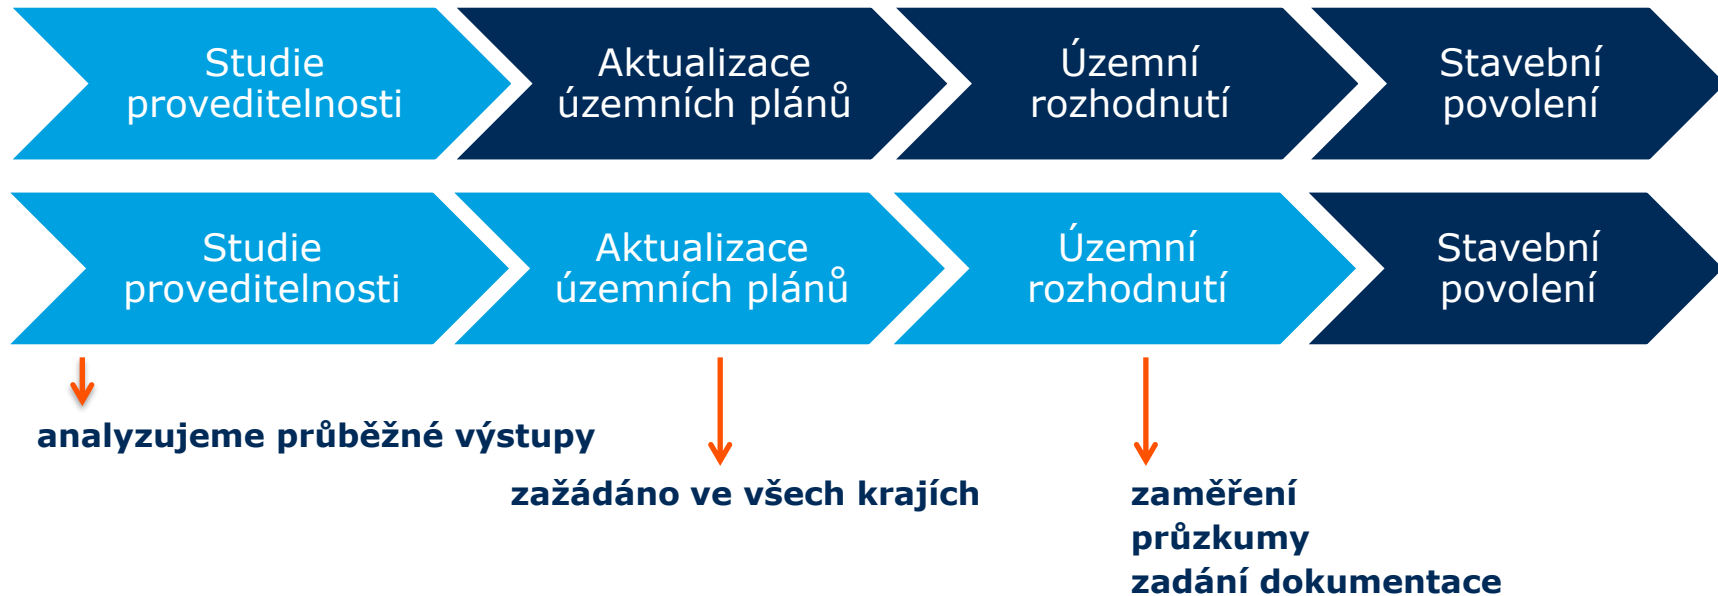 Studie
proveditelnosti
Aktualizace
územních plánů
Územní
rozhodnutí
Stavební
povolení
Studie
proveditelnosti
Aktualizace
územních plánů
Územní
rozhodnutí
Stavební
povolení
analyzujeme průběžné výstupy
zažádáno ve všech krajích
zaměření
průzkumy
zadání dokumentace